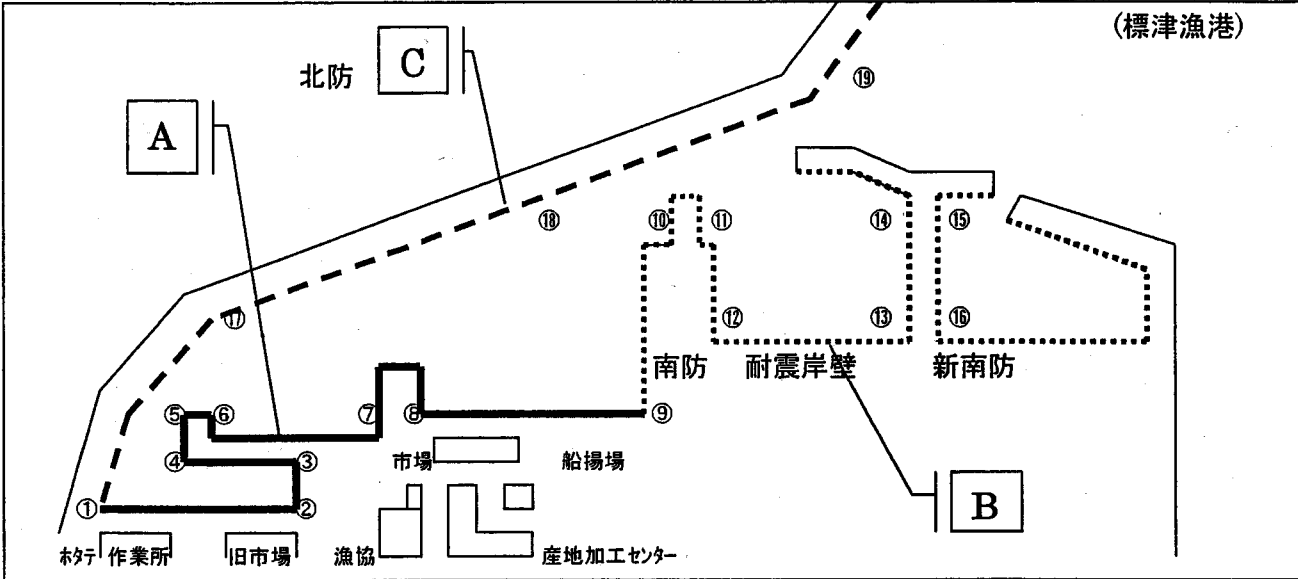 (標津漁港)
北防
C
A
⑲
⑱
⑩
⑪
⑭
⑮
⑰
⑫
⑬
⑯
南防
耐震岸壁
新南防
⑤
⑥
⑦
⑧
⑨
④
③
市場
船揚場
①
②
B
ホタテ
作業所
旧市場
漁協
産地加工センター